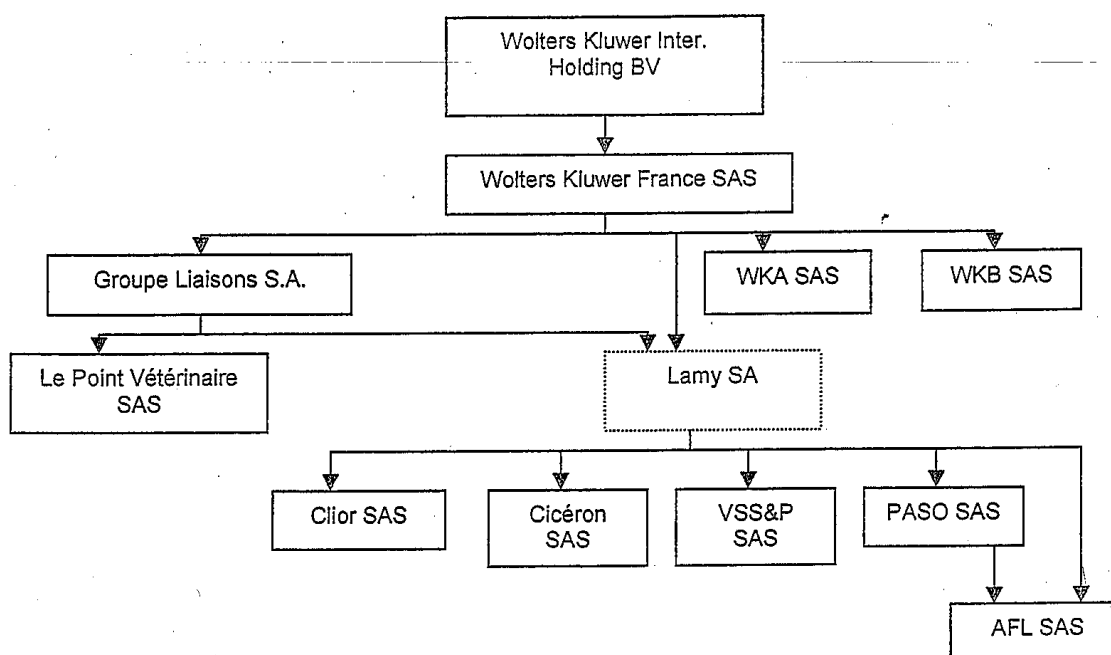 Wolters Kluwer Inter.
Holding BV
Wolters Kluwer France SAS
Groupe Liaisons S.A.
WKA SAS
WKB SAS
Le Point Vétérinaire
SAS
Lamy SA
Clior SAS
Cicéron
SAS
VSS&P
SAS
PASO SAS
AFL SAS